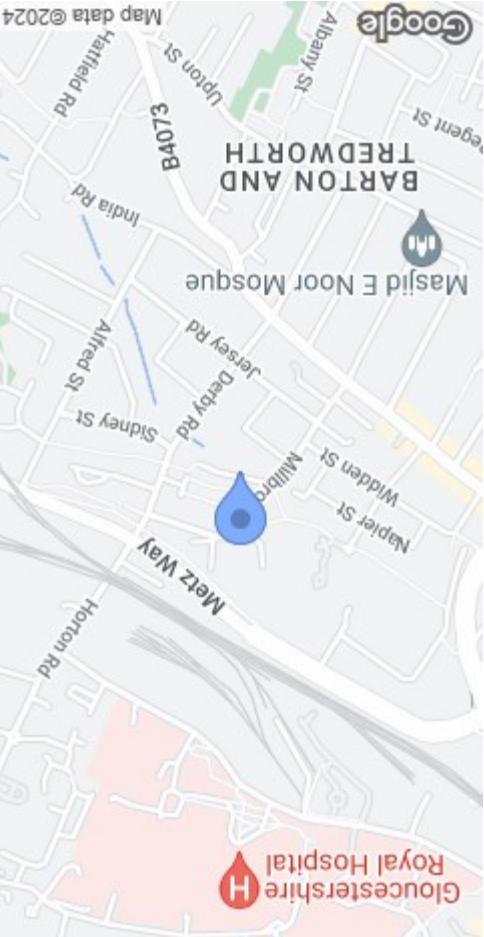 Gloucestershire
Royal Hospital
H
Horton Rd
Metz Way
Napier St
Millbro
Widden St
Sidney St
Derby Rd
Alfred St
Jersey Rd
Masjid E Noor Mosque
India Rd
BARTON AND
TREDWORTH
B4073
Regent St
Upton St
Hatfield Rd
Albany St
Google
Map data ©2024